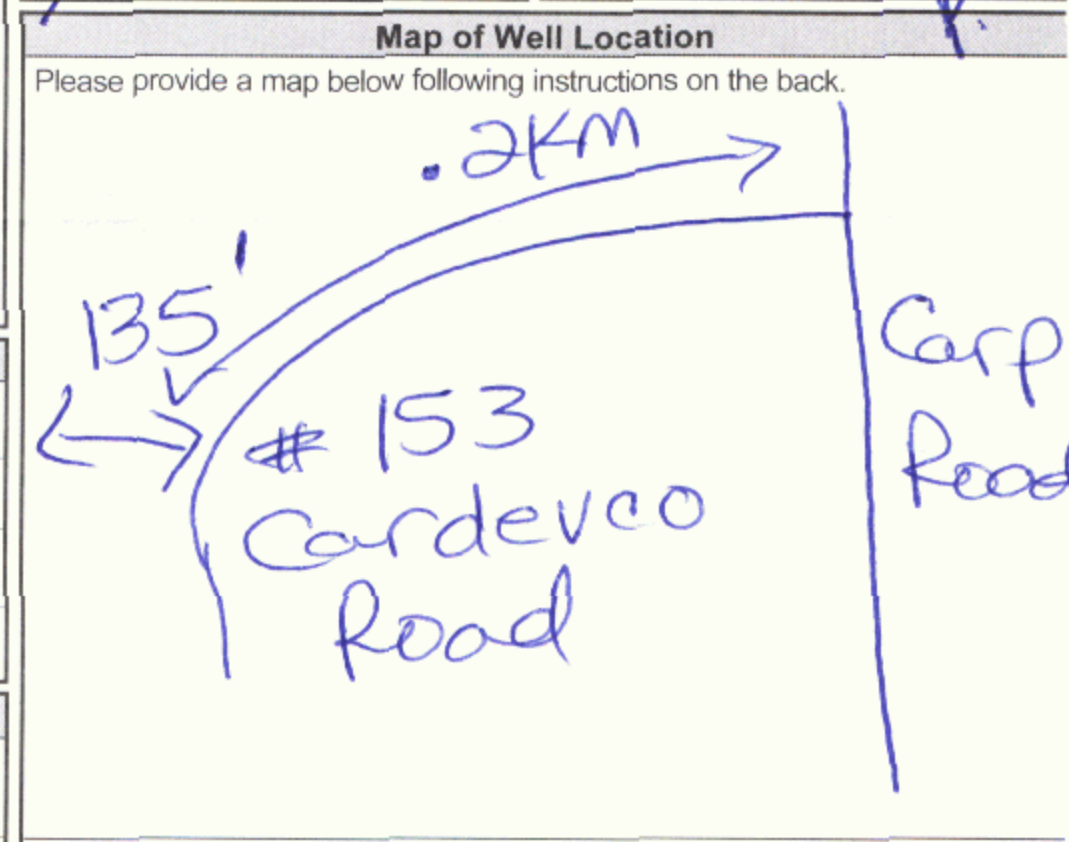 Map of Well Location
Please provide a map below following instructions on the back.
.2KM
135'
# 153
Cardevco
Road
Carp
Road